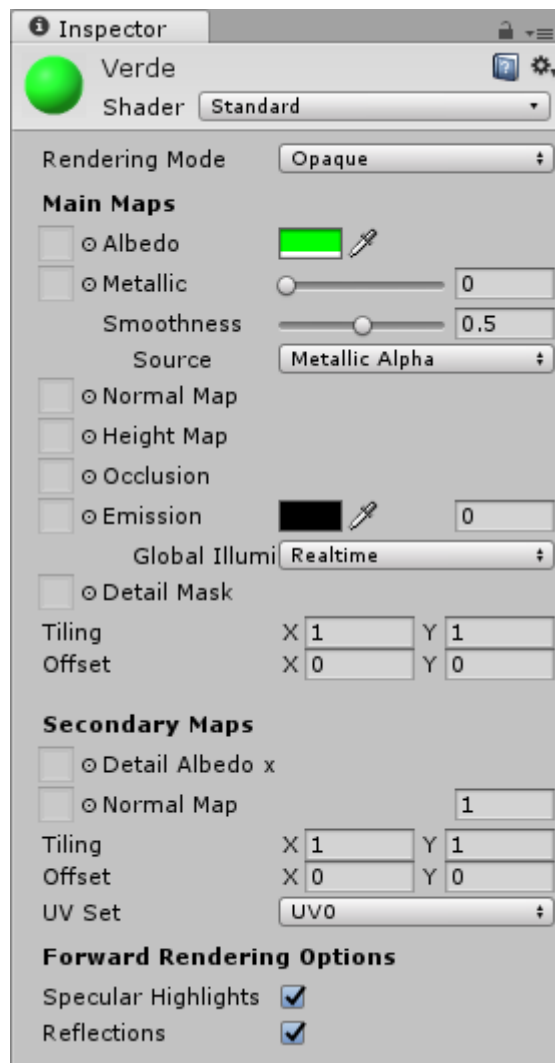 Inspector
Verde
Shader Standard
Rendering Mode Opaque
Main Maps
Albedo
Metallic 0
Smoothness 0.5
Source Metallic Alpha
Normal Map
Height Map
Occlusion
Emission 0
Global Illumi Realtime
Detail Mask
Tiling X 1 Y 1
Offset X 0 Y 0
Secondary Maps
Detail Albedo x
Normal Map 1
Tiling X 1 Y 1
Offset X 0 Y 0
UV Set UV0
Forward Rendering Options
Specular Highlights
Reflections